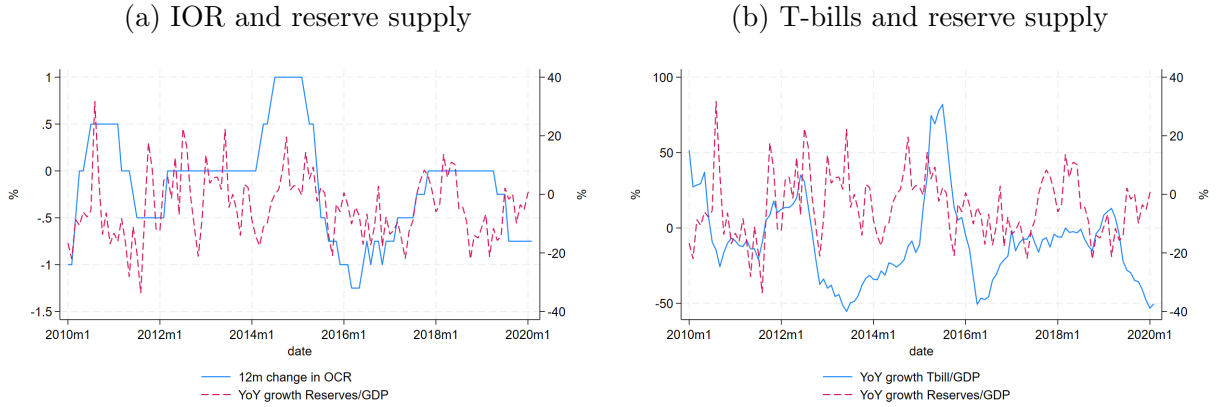 (a) IOR and reserve supply
1
.5
0
-.5
-1
-1.5
%
40
20
0
-20
-40
%
2010m1 2012m1 2014m1 2016m1 2018m1 2020m1
date
12m change in OCR
YoY growth Reserves/GDP
(b) T-bills and reserve supply
100
50
0
-50
%
40
20
0
-20
-40
%
2010m1 2012m1 2014m1 2016m1 2018m1 2020m1
date
YoY growth Tbill/GDP
YoY growth Reserves/GDP